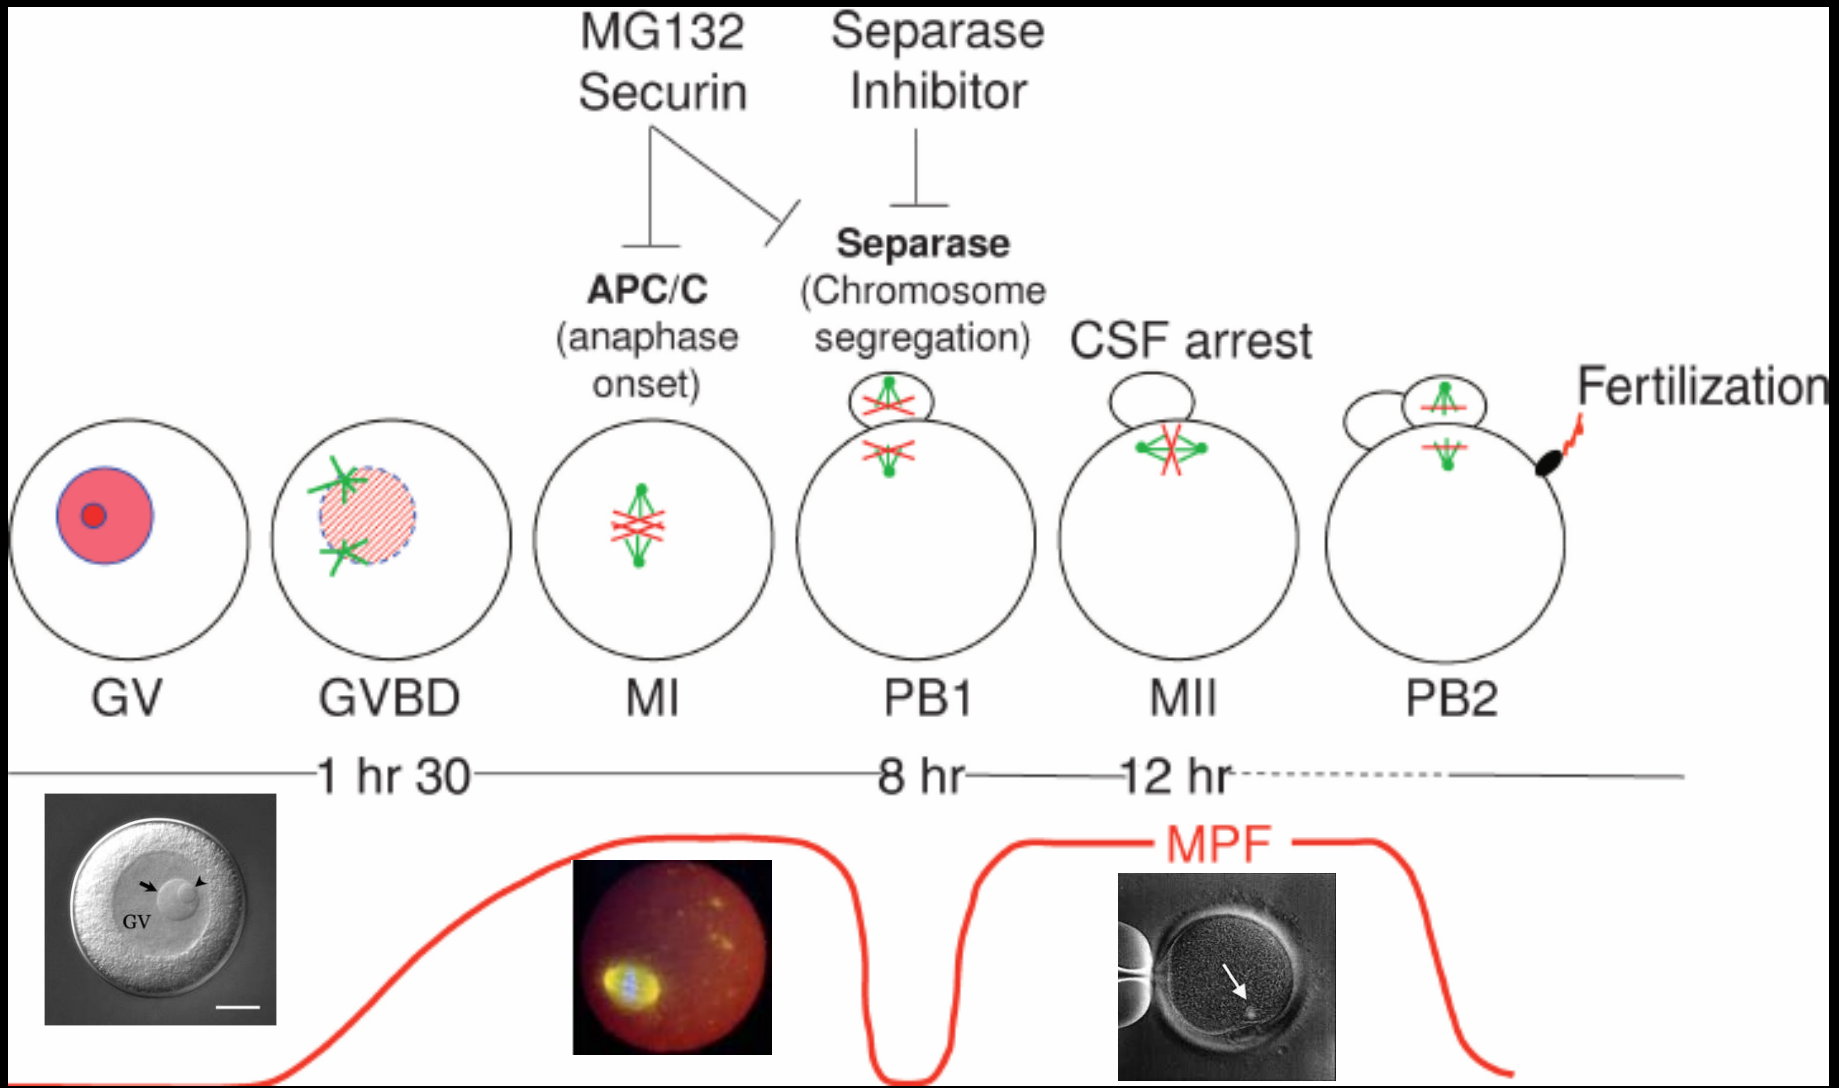 MG132
Securin
Separase
Inhibitor
APC/C
(anaphase
onset)
Separase
(Chromosome
segregation)
CSF arrest
Fertilization
GV
GVBD
MI
PB1
MII
PB2
1 hr 30
8 hr
12 hr
MPF
GV